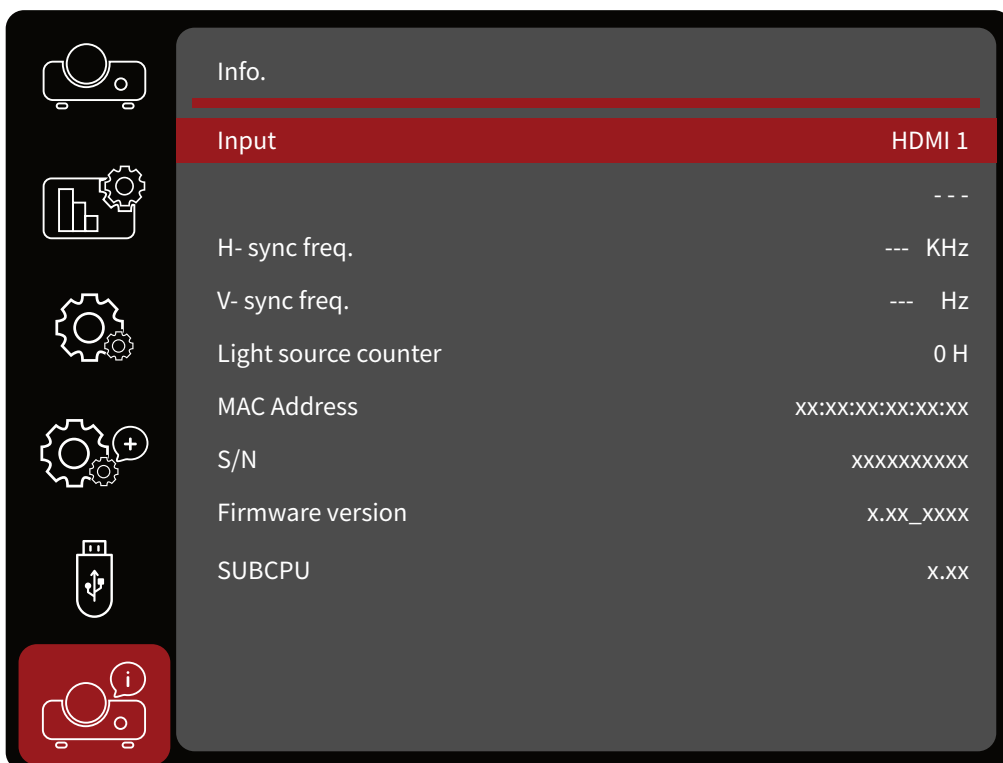 Info.
Input HDMI 1
- - -
H- sync freq. --- KHz
V- sync freq. --- Hz
Light source counter 0 H
MAC Address xx:xx:xx:xx:xx:xx
S/N xxxxxxxxxx
Firmware version x.xx_xxxx
SUBCPU x.xx
i